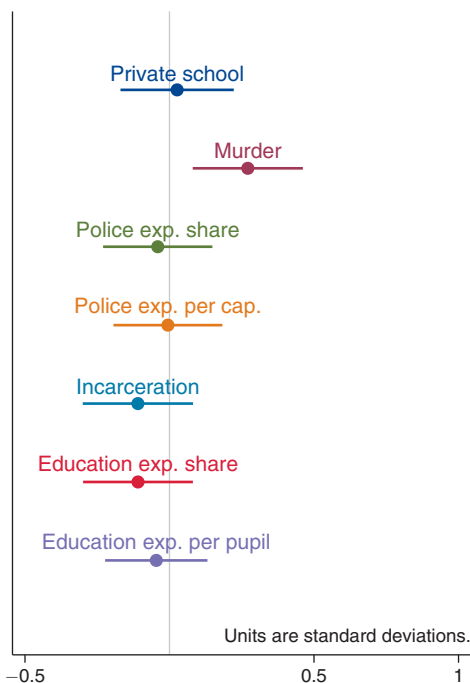 Private school
Murder
Police exp. share
Police exp. per cap.
Incarceration
Education exp. share
Education exp. per pupil
Units are standard deviations.
−0.5 0.5 1